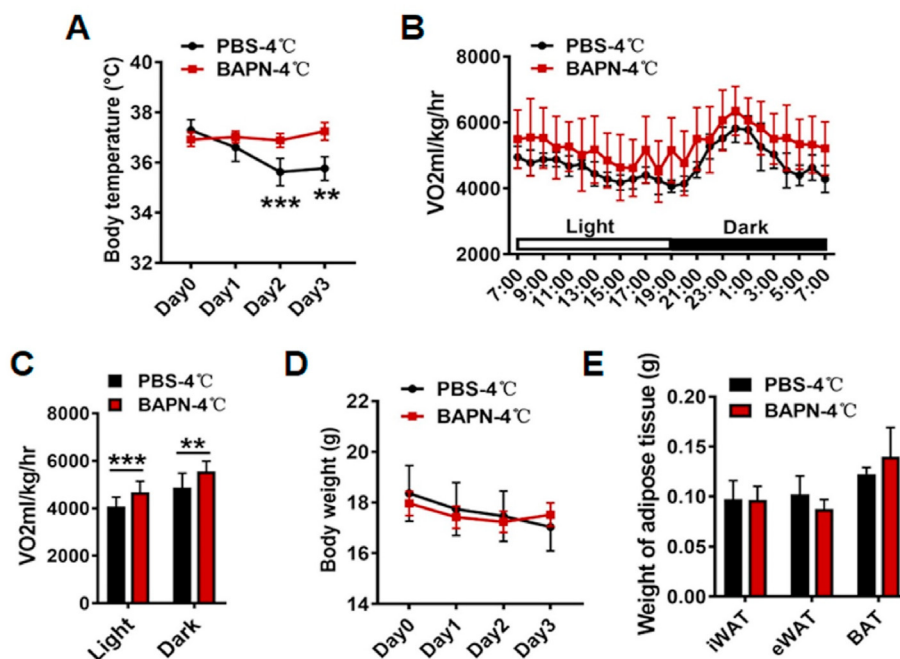 A
PBS-4℃
BAPN-4℃
Body temperature (°C)
40
38
36
34
32
***
**
Day0
Day1
Day2
Day3
B
PBS-4℃
BAPN-4℃
VO2ml/kg/hr
8000
6000
4000
2000
Light
Dark
7:00
9:00
11:00
13:00
15:00
17:00
19:00
21:00
23:00
1:00
3:00
5:00
7:00
C
PBS-4℃
BAPN-4℃
VO2ml/kg/hr
8000
6000
4000
2000
0
***
**
Light
Dark
D
PBS-4℃
BAPN-4℃
Body weight (g)
22
20
18
16
14
Day0
Day1
Day2
Day3
E
PBS-4℃
BAPN-4℃
Weight of adipose tissue (g)
0.20
0.15
0.10
0.05
0.00
iWAT
eWAT
BAT